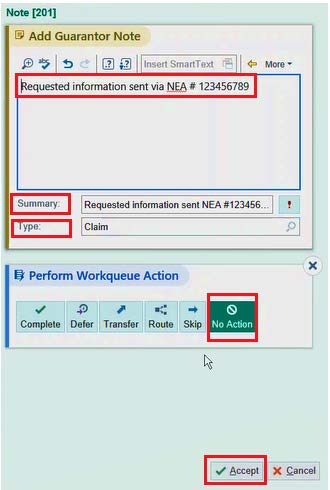 Note [201]
Add Guarantor Note
Insert SmartText
More
Requested information sent via NEA # 123456789
Summary:
Requested information sent NEA #123456...
!
Type:
Claim
Perform Workqueue Action
Complete
Defer
Transfer
Route
Skip
No Action
Accept
Cancel